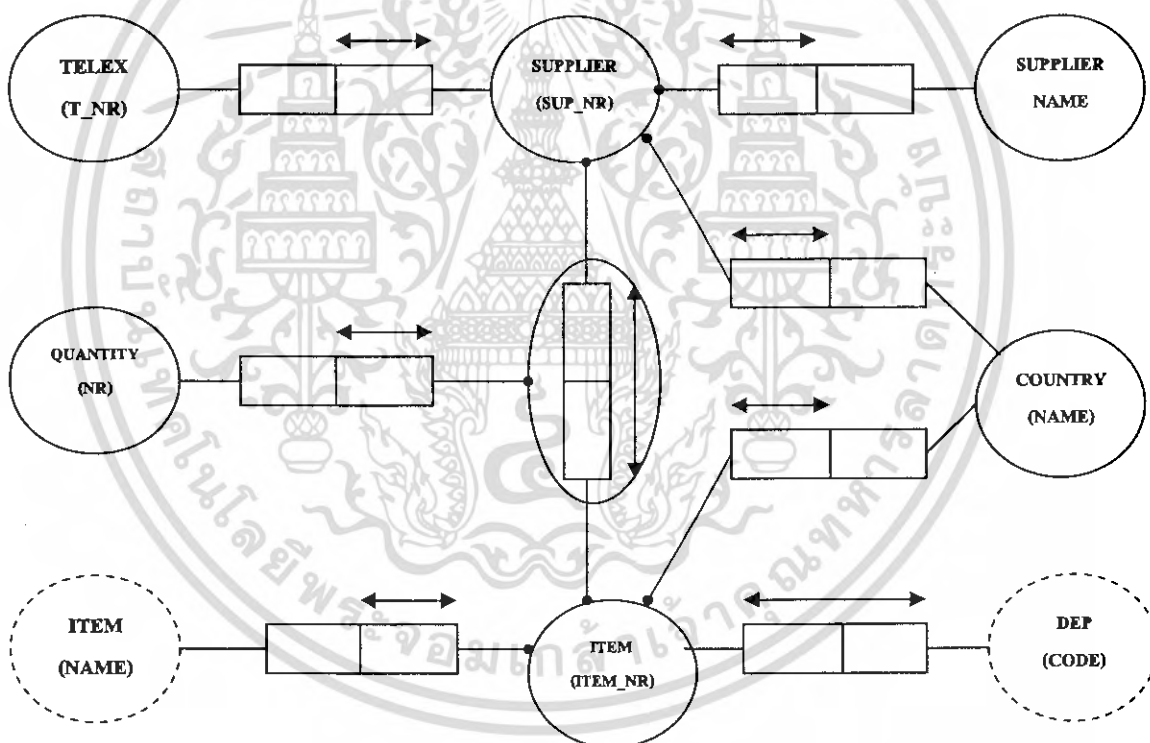 TELEX
(T_NR)
SUPPLIER
(SUP_NR)
SUPPLIER
NAME
QUANTITY
(NR)
COUNTRY
(NAME)
ITEM
(NAME)
ITEM
(ITEM_NR)
DEP
(CODE)